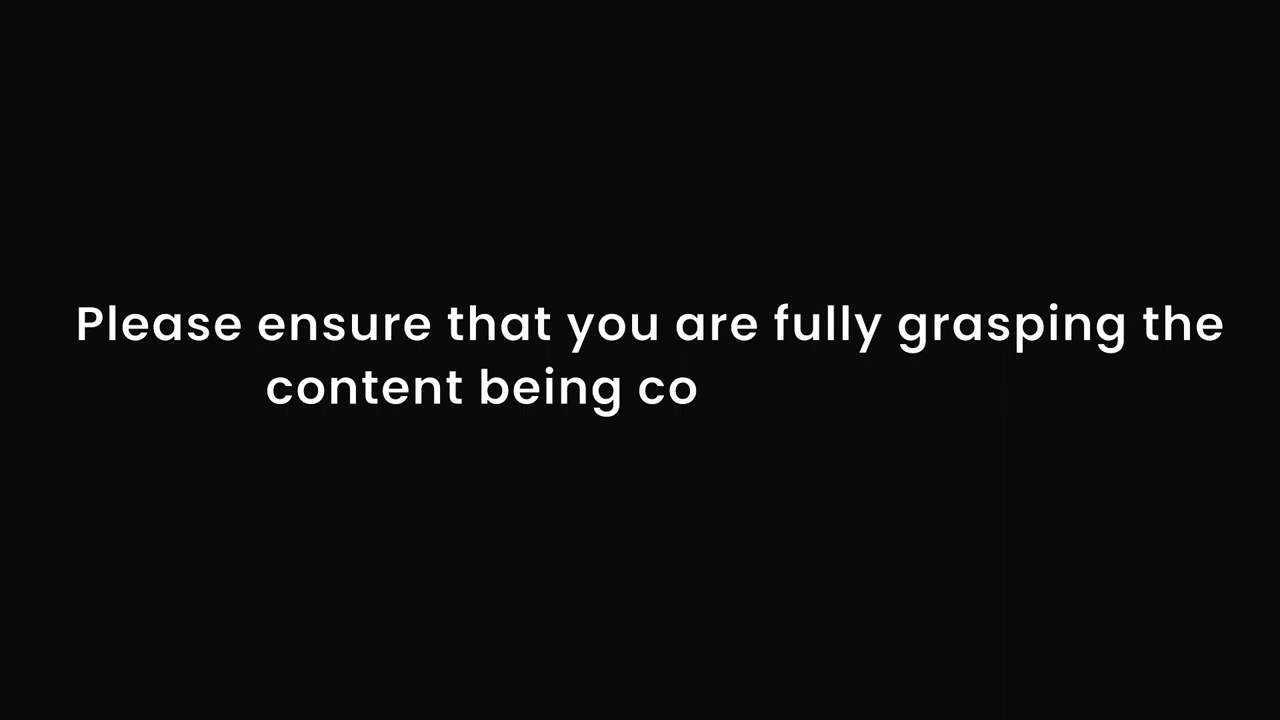 Please ensure that you are fully grasping the
content being co